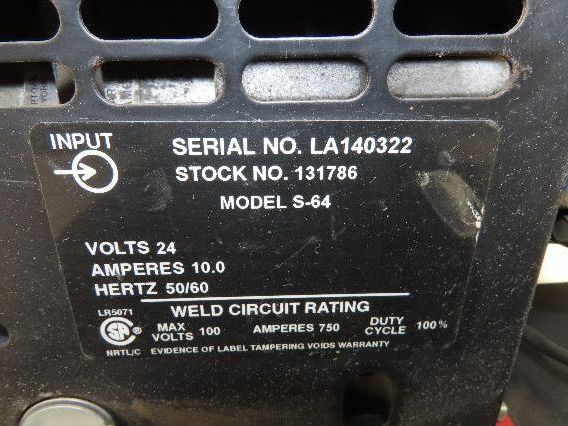 INPUT
SERIAL NO. LA140322
STOCK NO. 131786
MODEL S-64
VOLTS 24
AMPERES 10.0
HERTZ 50/60
WELD CIRCUIT RATING
LR5071
MAX VOLTS 100 AMPERES 750 DUTY CYCLE 100%
NRTL/C EVIDENCE OF LABEL TAMPERING VOIDS WARRANTY